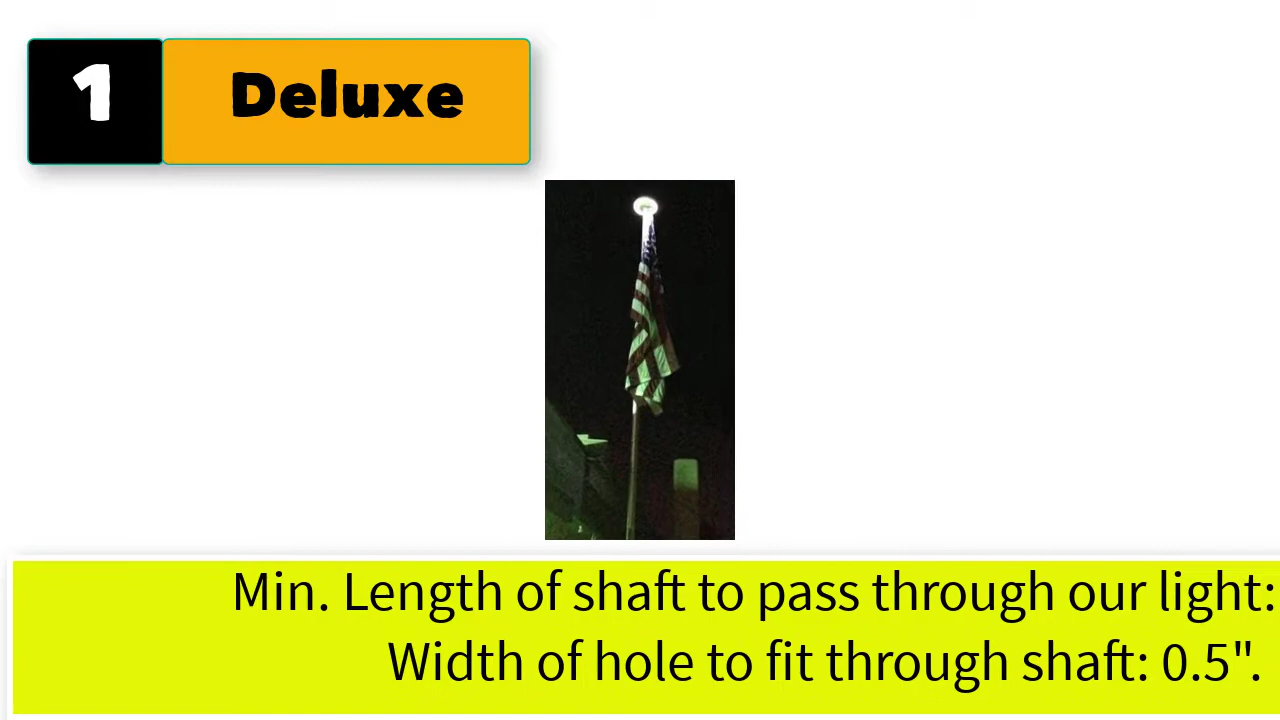 1 Deluxe
Min. Length of shaft to pass through our light:
Width of hole to fit through shaft: 0.5".